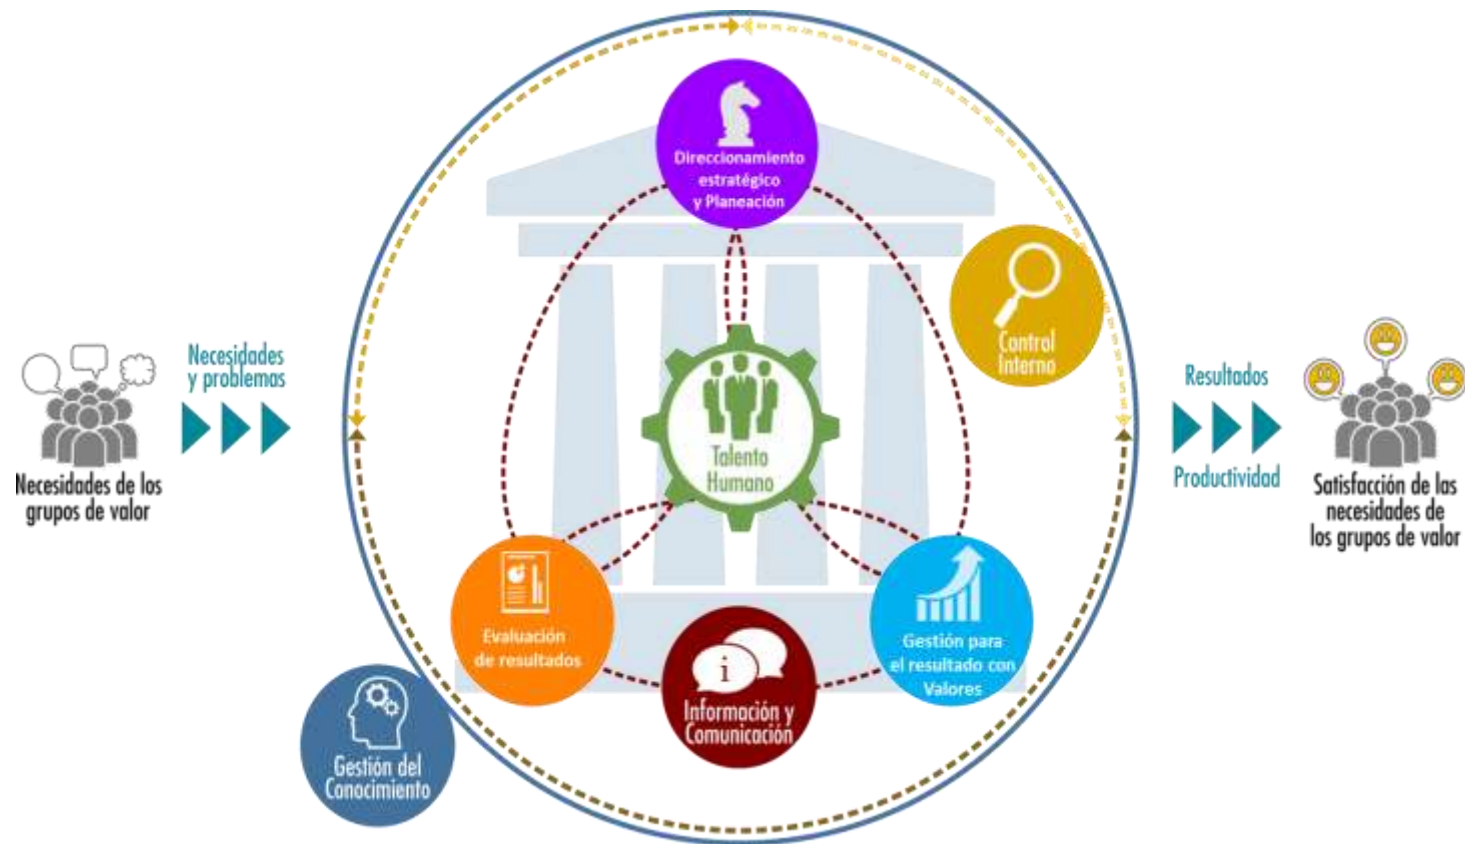 Direccionamiento
estratégico
y Planeación
Control
Interno
Necesidades
y problemas
Necesidades de los
grupos de valor
Talento
Humano
Resultados
Productividad
Satisfacción de las
necesidades de
los grupos de valor
Evaluación
de resultados
i
Información y
Comunicación
Gestión para
el resultado con
Valores
Gestión del
Conocimiento